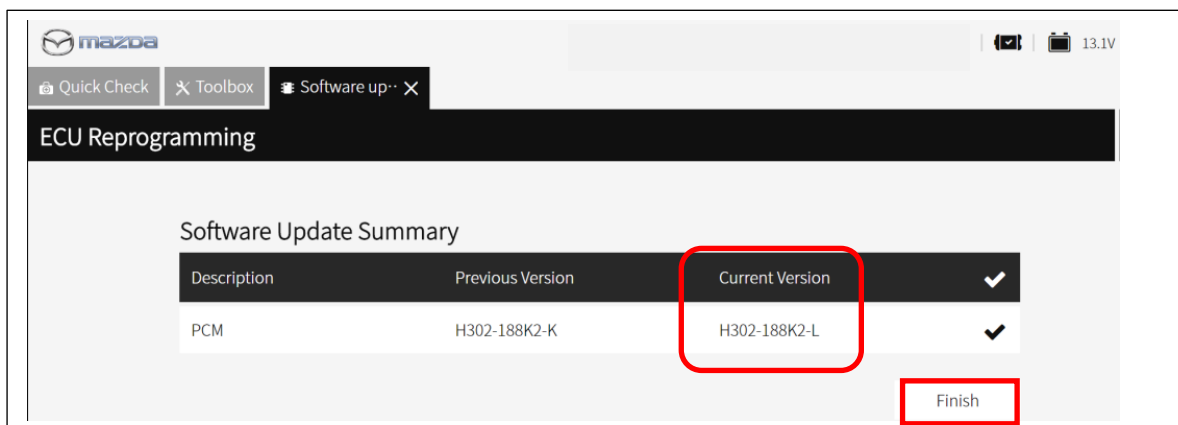 mazda
13.1V
Quick Check Toolbox Software up··
ECU Reprogramming
Software Update Summary
Description Previous Version Current Version
PCM H302-188K2-K H302-188K2-L
Finish